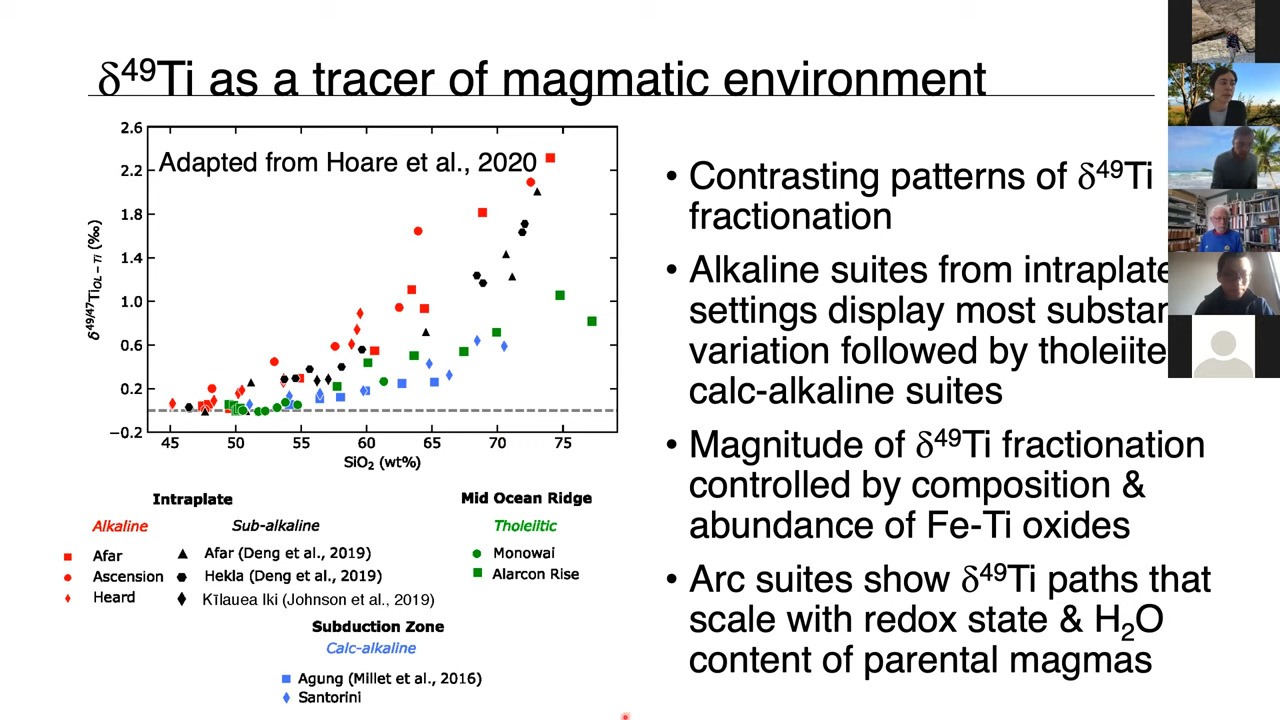 δ⁴⁹Ti as a tracer of magmatic environment
Adapted from Hoare et al., 2020
2.6
2.2
1.8
1.4
1.0
0.6
0.2
−0.2
δ⁴⁹/⁴⁷Ti_OL−Ti (‰)
45 50 55 60 65 70 75
SiO₂ (wt%)
Intraplate
Alkaline
Afar
Ascension
Heard
Sub-alkaline
Afar (Deng et al., 2019)
Hekla (Deng et al., 2019)
Kīlauea Iki (Johnson et al., 2019)
Mid Ocean Ridge
Tholeiitic
Monowai
Alarcon Rise
Subduction Zone
Calc-alkaline
Agung (Millet et al., 2016)
Santorini
• Contrasting patterns of δ⁴⁹Ti
fractionation
• Alkaline suites from intraplate
settings display most
variation followed by
calc-alkaline suites
• Magnitude of δ⁴⁹Ti fractionation
controlled by composition &
abundance of Fe-Ti oxides
• Arc suites show δ⁴⁹Ti paths that
scale with redox state & H₂O
content of parental magmas